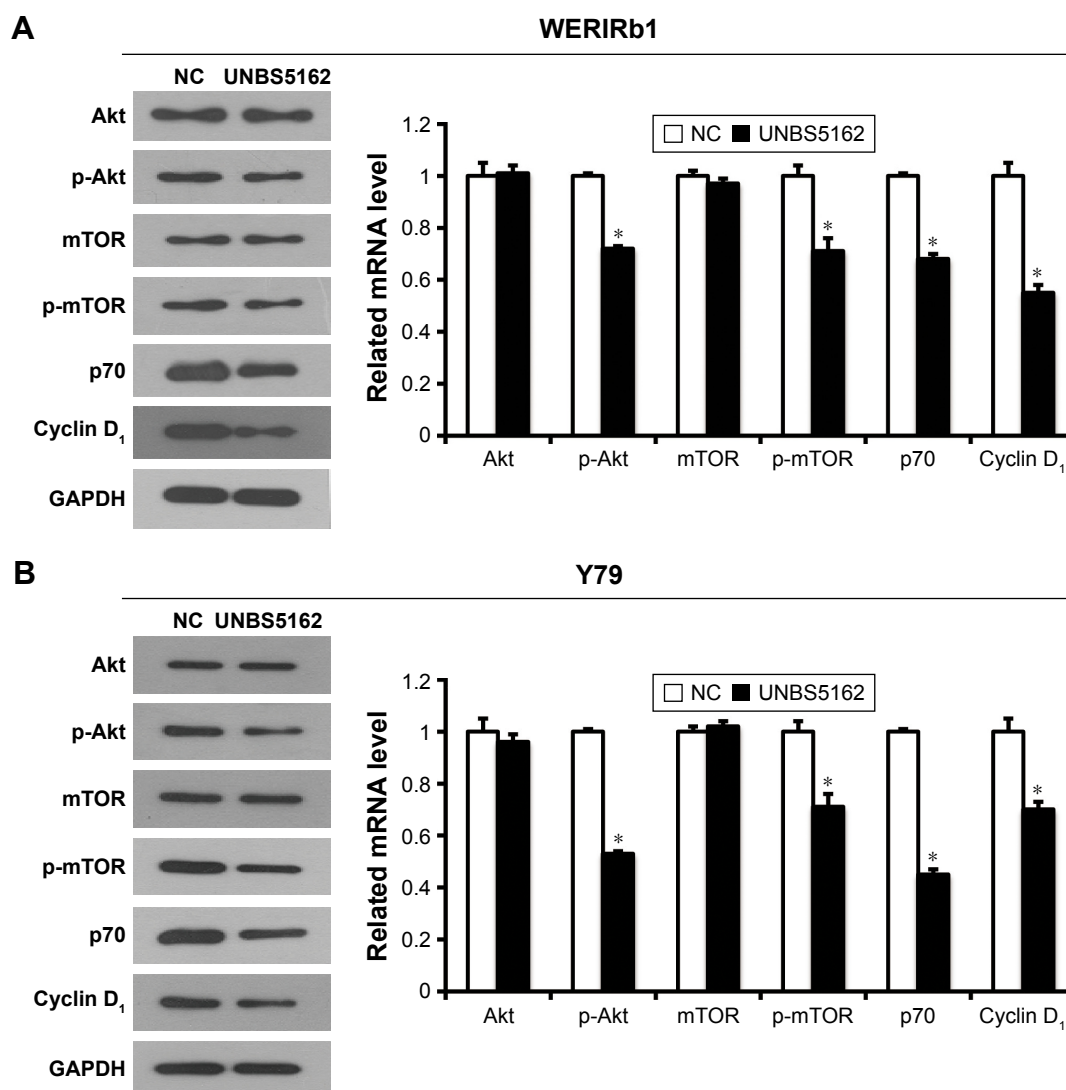 A
WERIRb1
NC UNBS5162
Akt
p-Akt
mTOR
p-mTOR
p70
Cyclin D₁
GAPDH
Related mRNA level
1.2
1
0.8
0.6
0.4
0.2
0
NC UNBS5162
*
*
*
*
Akt p-Akt mTOR p-mTOR p70 Cyclin D₁
B
Y79
NC UNBS5162
Akt
p-Akt
mTOR
p-mTOR
p70
Cyclin D₁
GAPDH
Related mRNA level
1.2
1
0.8
0.6
0.4
0.2
0
NC UNBS5162
*
*
*
*
Akt p-Akt mTOR p-mTOR p70 Cyclin D₁